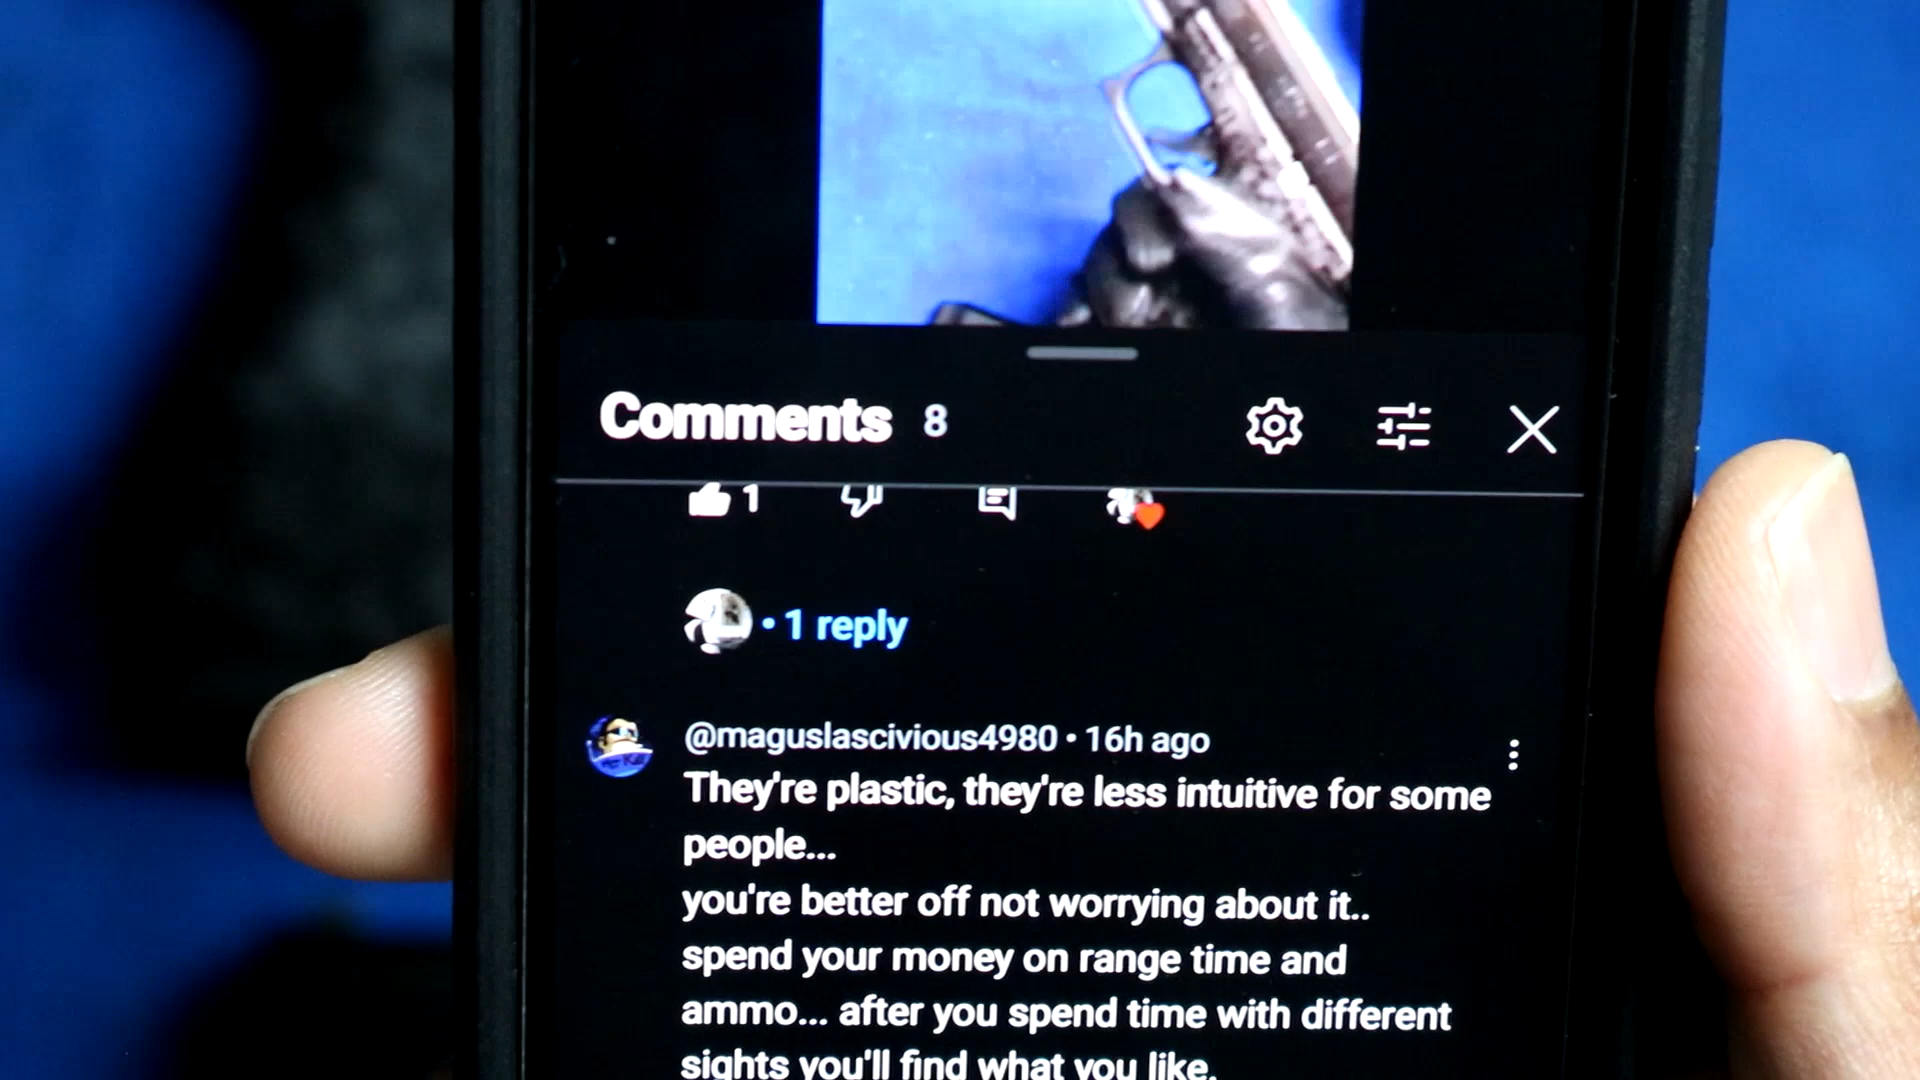 Comments 8
1
• 1 reply
@maguslascivious4980 • 16h ago
They're plastic, they're less intuitive for some
people...
you're better off not worrying about it..
spend your money on range time and
ammo... after you spend time with different
sights you'll find what you like.